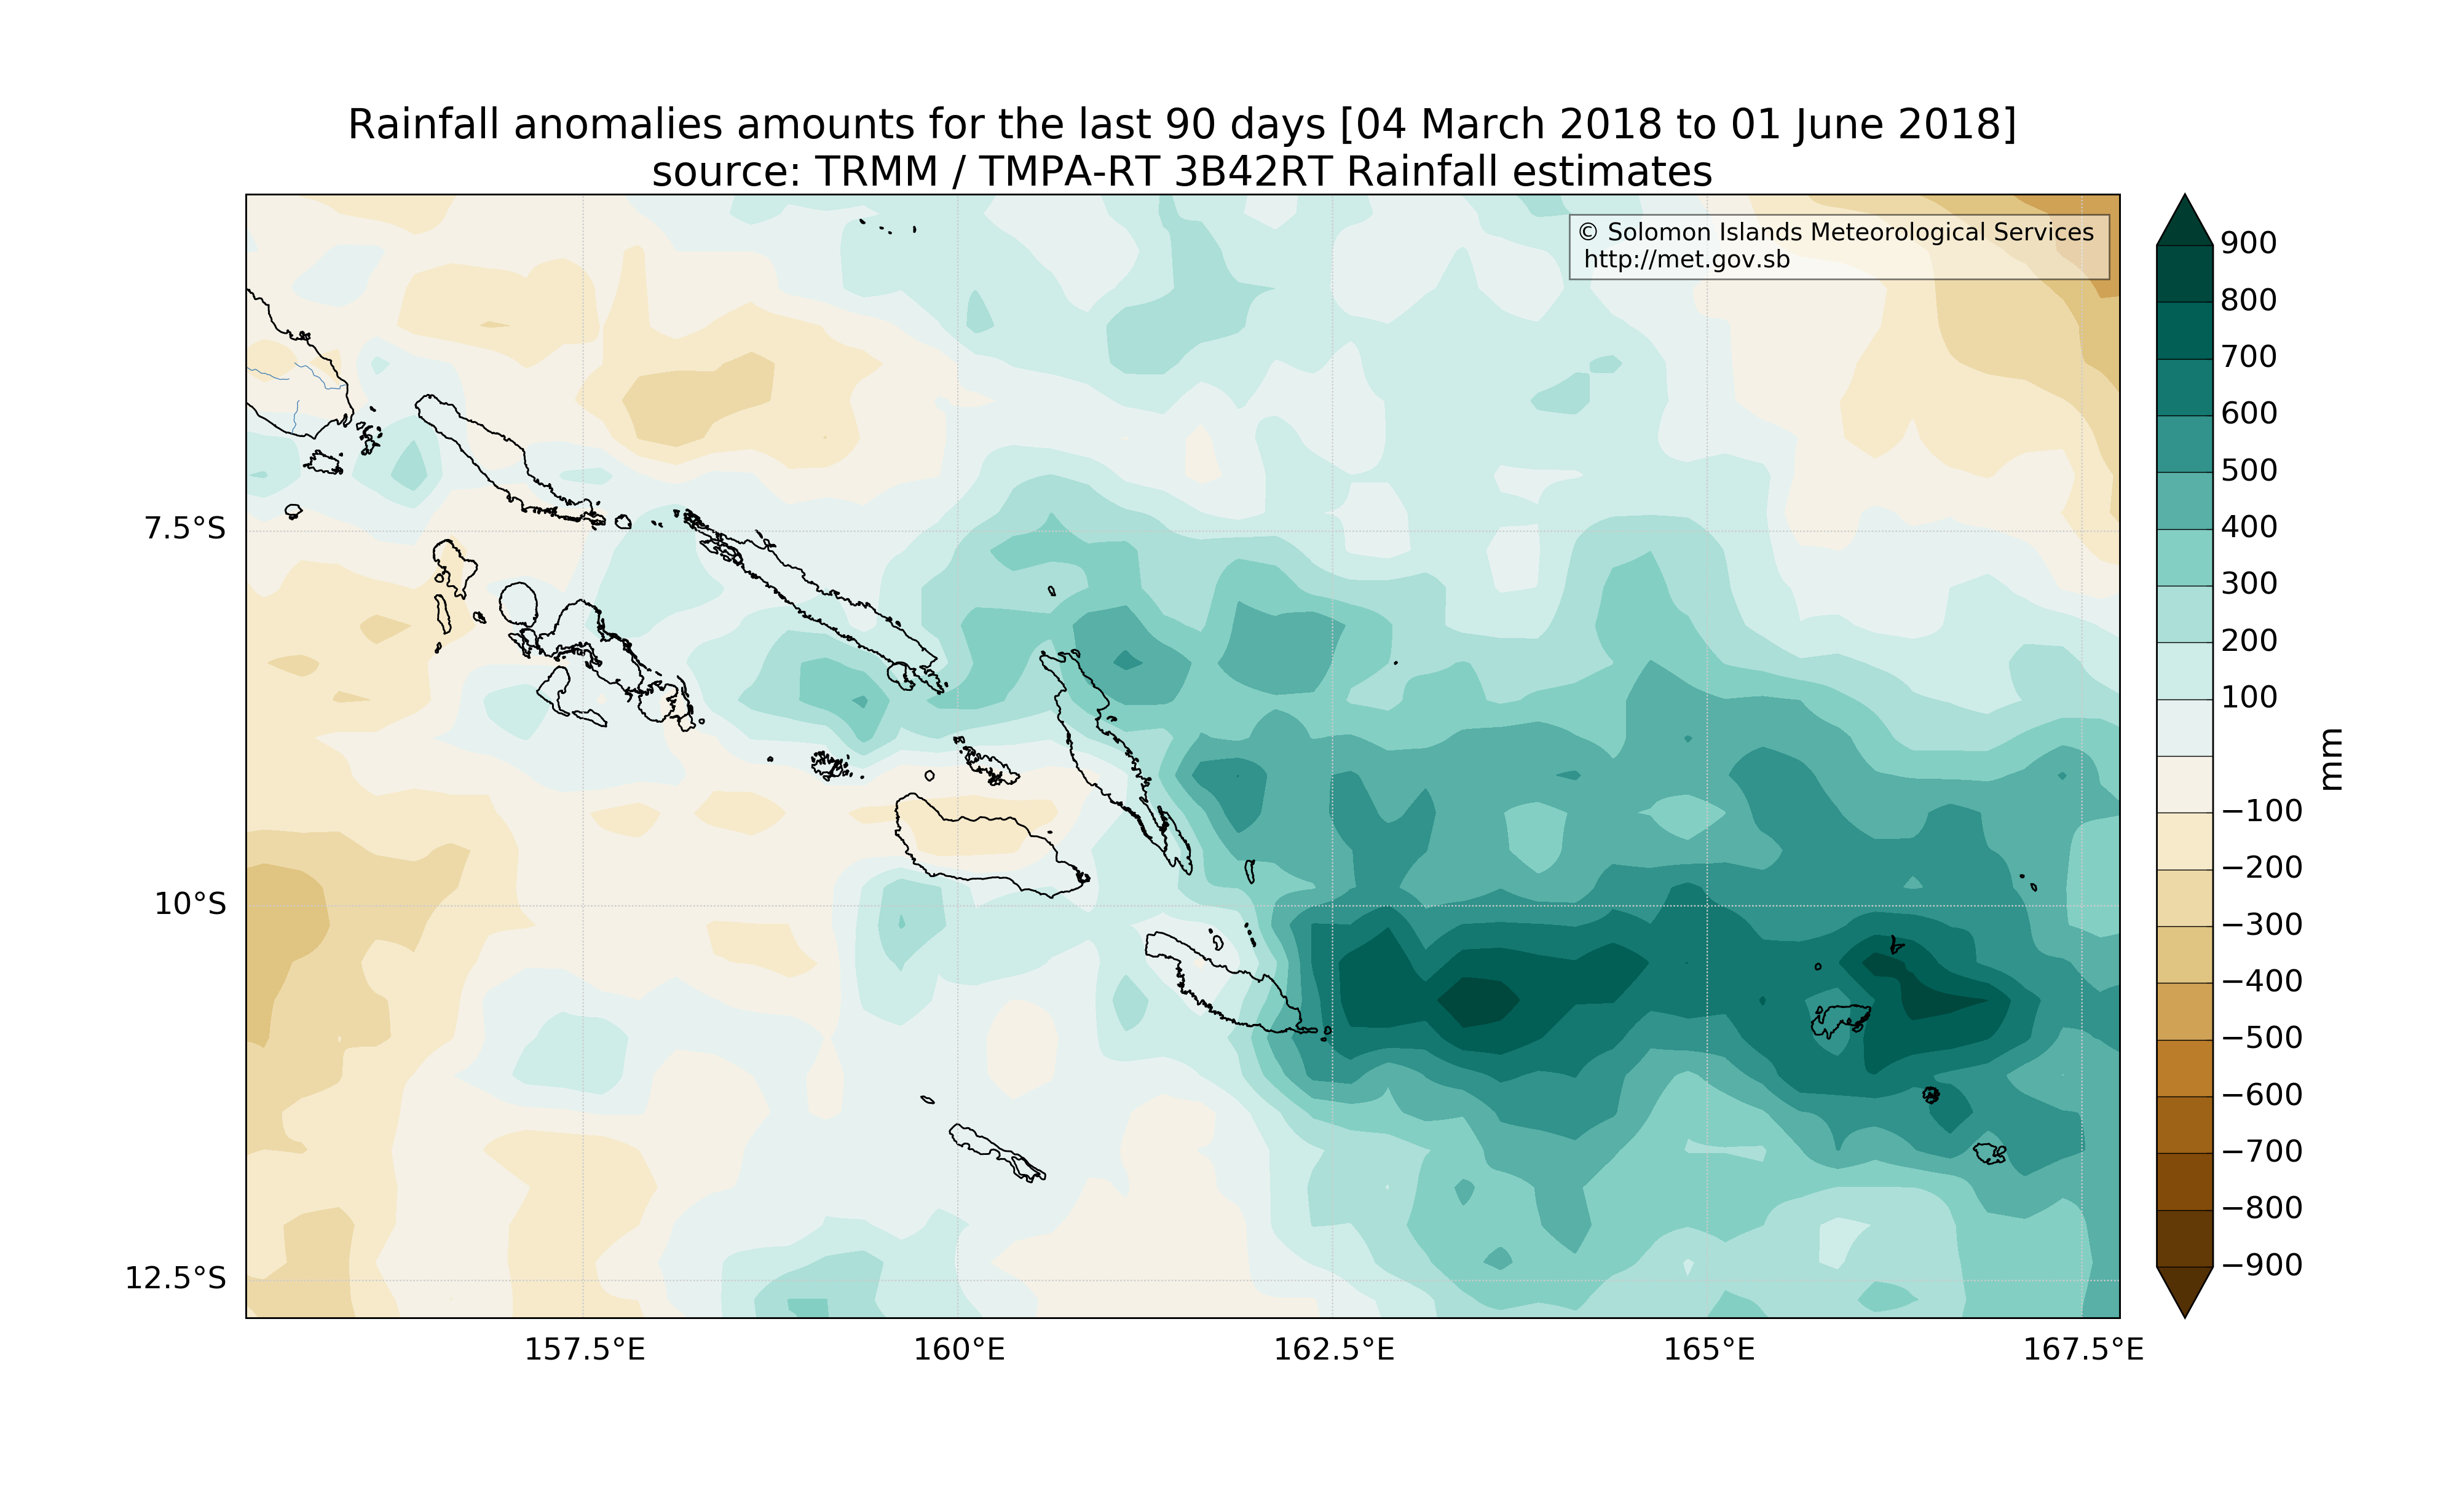 Rainfall anomalies amounts for the last 90 days [04 March 2018 to 01 June 2018]
source: TRMM / TMPA-RT 3B42RT Rainfall estimates
© Solomon Islands Meteorological Services
http://met.gov.sb
7.5°S
10°S
12.5°S
157.5°E
160°E
162.5°E
165°E
167.5°E
900
800
700
600
500
400
300
200
100
−100
−200
−300
−400
−500
−600
−700
−800
−900
mm